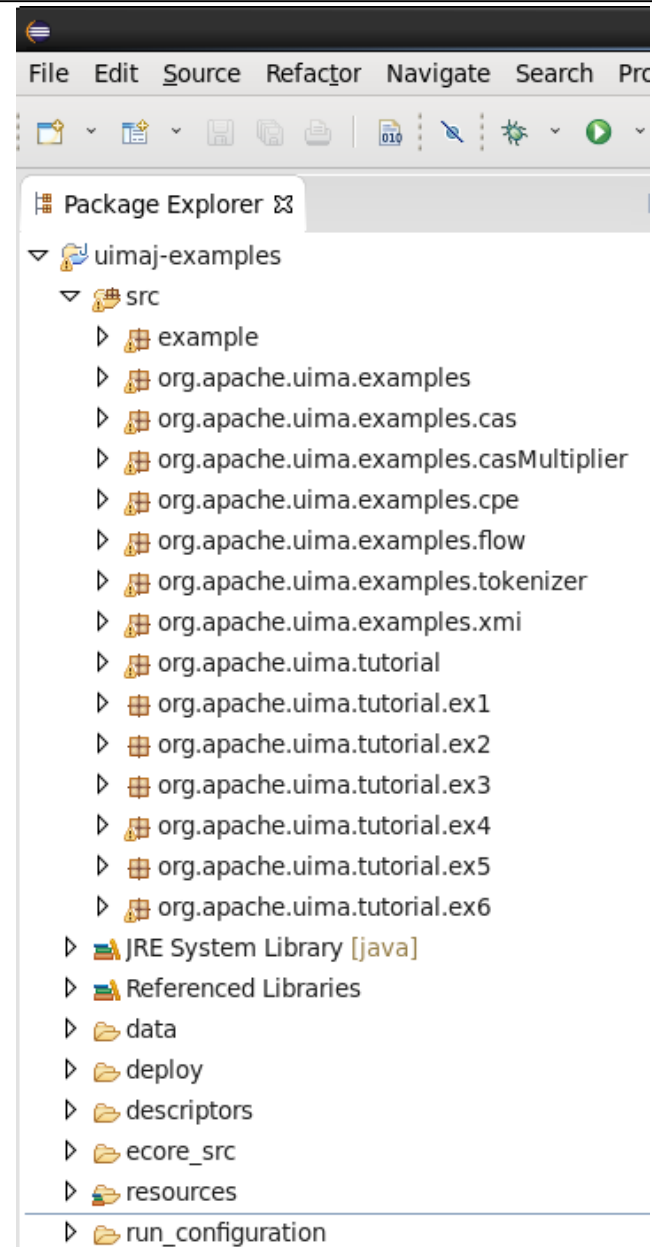 File Edit Source Refactor Navigate Search Pro
010
Package Explorer
uimaj-examples
src
example
org.apache.uima.examples
org.apache.uima.examples.cas
org.apache.uima.examples.casMultiplier
org.apache.uima.examples.cpe
org.apache.uima.examples.flow
org.apache.uima.examples.tokenizer
org.apache.uima.examples.xmi
org.apache.uima.tutorial
org.apache.uima.tutorial.ex1
org.apache.uima.tutorial.ex2
org.apache.uima.tutorial.ex3
org.apache.uima.tutorial.ex4
org.apache.uima.tutorial.ex5
org.apache.uima.tutorial.ex6
JRE System Library [java]
Referenced Libraries
data
deploy
descriptors
ecore_src
resources
run_configuration